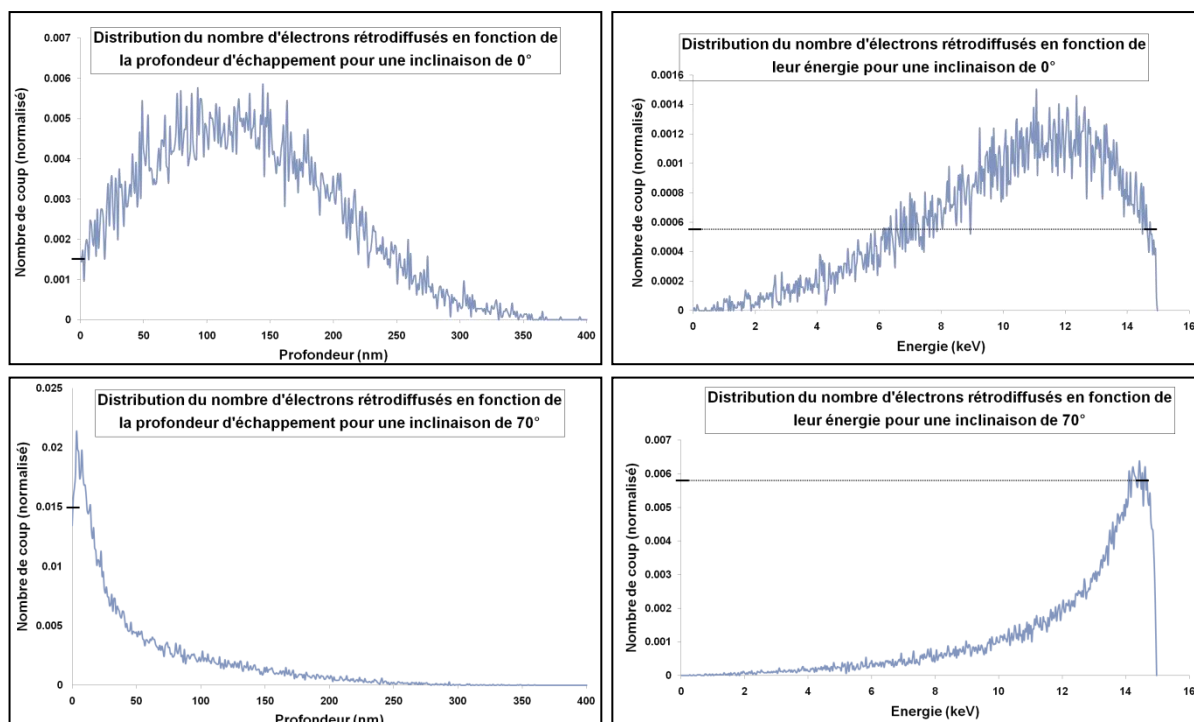 Distribution du nombre d'électrons rétrodiffusés en fonction de
la profondeur d'échappement pour une inclinaison de 0°
Nombre de coup (normalisé)
0.007
0.006
0.005
0.004
0.003
0.002
0.001
0
0 50 100 150 200 250 300 350 400
Profondeur (nm)
Distribution du nombre d'électrons rétrodiffusés en fonction de
leur énergie pour une inclinaison de 0°
Nombre de coup (normalisé)
0.0016
0.0014
0.0012
0.001
0.0008
0.0006
0.0004
0.0002
0
0 2 4 6 8 10 12 14 16
Energie (keV)
Distribution du nombre d'électrons rétrodiffusés en fonction de
la profondeur d'échappement pour une inclinaison de 70°
Nombre de coup (normalisé)
0.025
0.02
0.015
0.01
0.005
0
0 50 100 150 200 250 300 350 400
Profondeur (nm)
Distribution du nombre d'électrons rétrodiffusés en fonction de
leur énergie pour une inclinaison de 70°
Nombre de coup (normalisé)
0.007
0.006
0.005
0.004
0.003
0.002
0.001
0
0 2 4 6 8 10 12 14 16
Energie (keV)